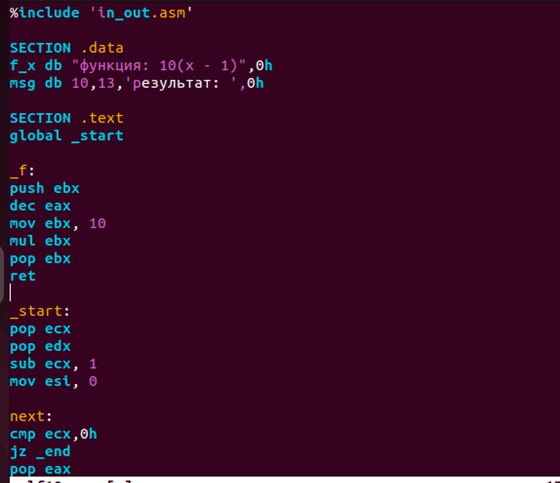 %include 'in_out.asm'
SECTION .data
f_x db "функция: 10(x - 1)",0h
msg db 10,13,'результат: ',0h
SECTION .text
global _start
_f:
push ebx
dec eax
mov ebx, 10
mul ebx
pop ebx
ret
_start:
pop ecx
pop edx
sub ecx, 1
mov esi, 0
next:
cmp ecx,0h
jz _end
pop eax